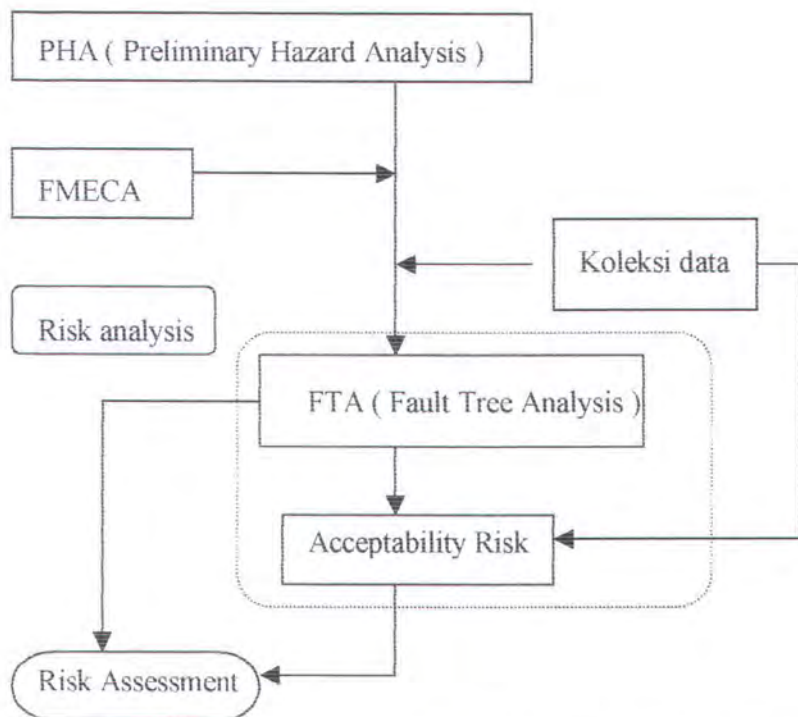 PHA ( Preliminary Hazard Analysis )
FMECA
Koleksi data
Risk analysis
FTA ( Fault Tree Analysis )
Acceptability Risk
Risk Assessment